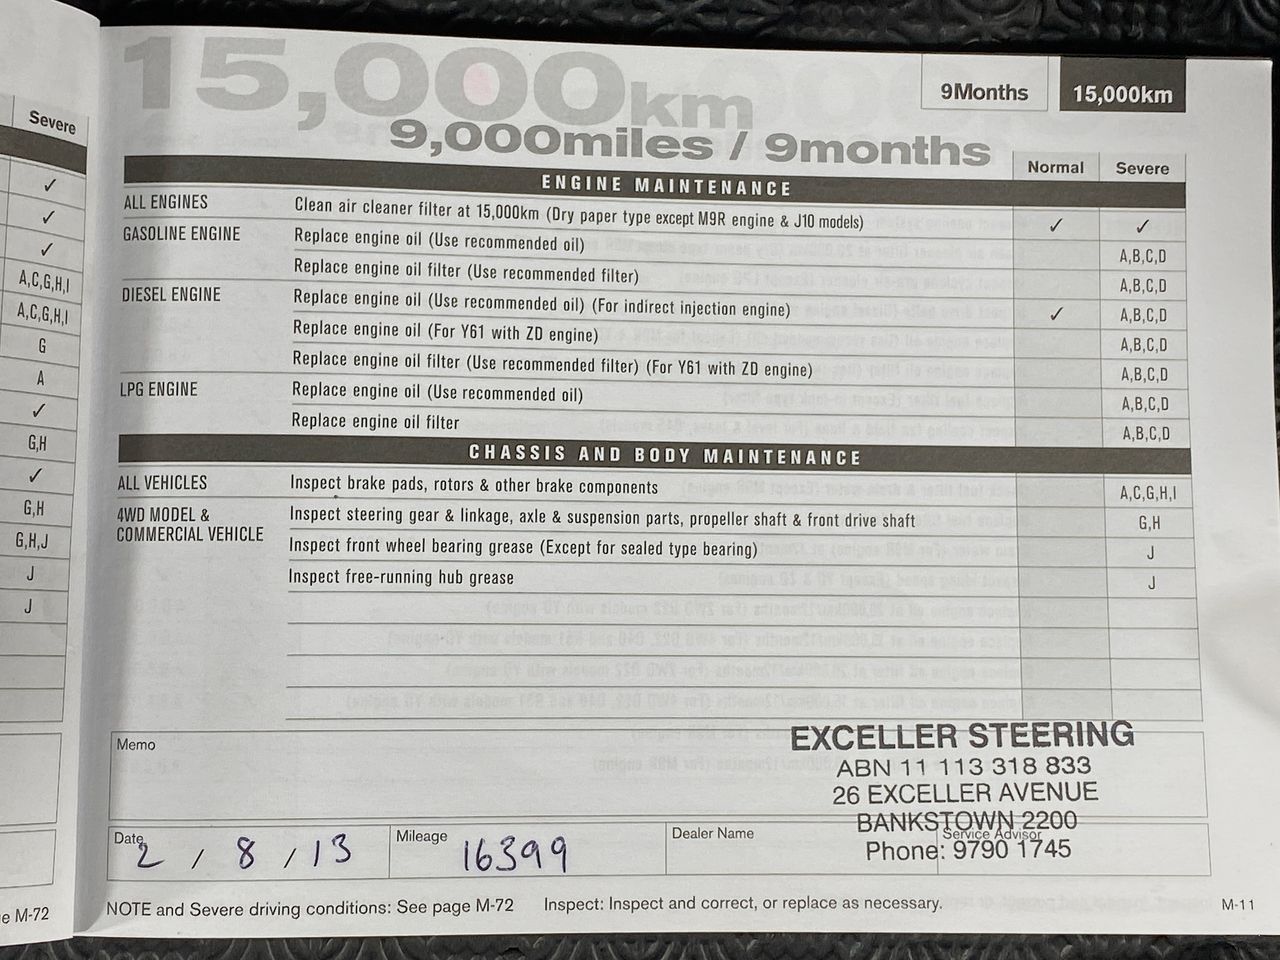 Severe
✓
✓
✓
A,C,G,H,I
A,C,G,H,I
G
A
✓
G,H
✓
G,H
G,H,J
J
J
e M-72
15,000km
9,000miles / 9months
9Months 15,000km
Normal Severe
ENGINE MAINTENANCE
ALL ENGINES Clean air cleaner filter at 15,000km (Dry paper type except M9R engine & J10 models) ✓ ✓
GASOLINE ENGINE Replace engine oil (Use recommended oil) A,B,C,D
Replace engine oil filter (Use recommended filter) A,B,C,D
DIESEL ENGINE Replace engine oil (Use recommended oil) (For indirect injection engine) ✓ A,B,C,D
Replace engine oil (For Y61 with ZD engine) A,B,C,D
Replace engine oil filter (Use recommended filter) (For Y61 with ZD engine) A,B,C,D
LPG ENGINE Replace engine oil (Use recommended oil) A,B,C,D
Replace engine oil filter A,B,C,D
CHASSIS AND BODY MAINTENANCE
ALL VEHICLES Inspect brake pads, rotors & other brake components A,C,G,H,I
4WD MODEL & Inspect steering gear & linkage, axle & suspension parts, propeller shaft & front drive shaft G,H
COMMERCIAL VEHICLE Inspect front wheel bearing grease (Except for sealed type bearing) J
Inspect free-running hub grease J
Memo
EXCELLER STEERING
ABN 11 113 318 833
26 EXCELLER AVENUE
BANKSTOWN 2200
Phone: 9790 1745
Date 2 / 8 / 13 Mileage 16399 Dealer Name Service Advisor
NOTE and Severe driving conditions: See page M-72 Inspect: Inspect and correct, or replace as necessary. M-11